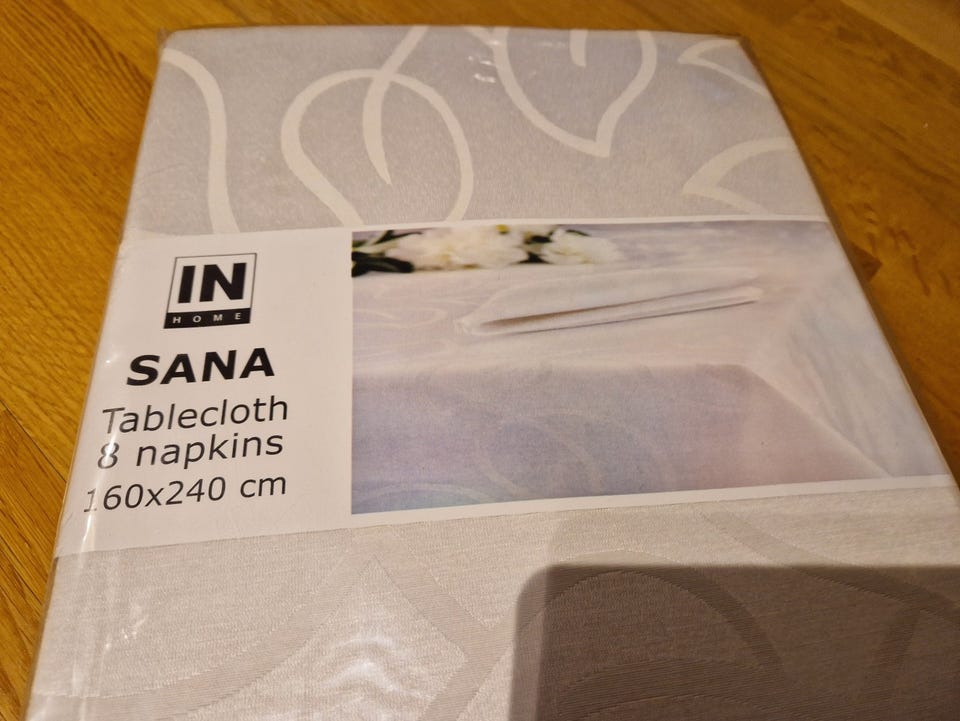 IN
HOME
SANA
Tablecloth
8 napkins
160x240 cm